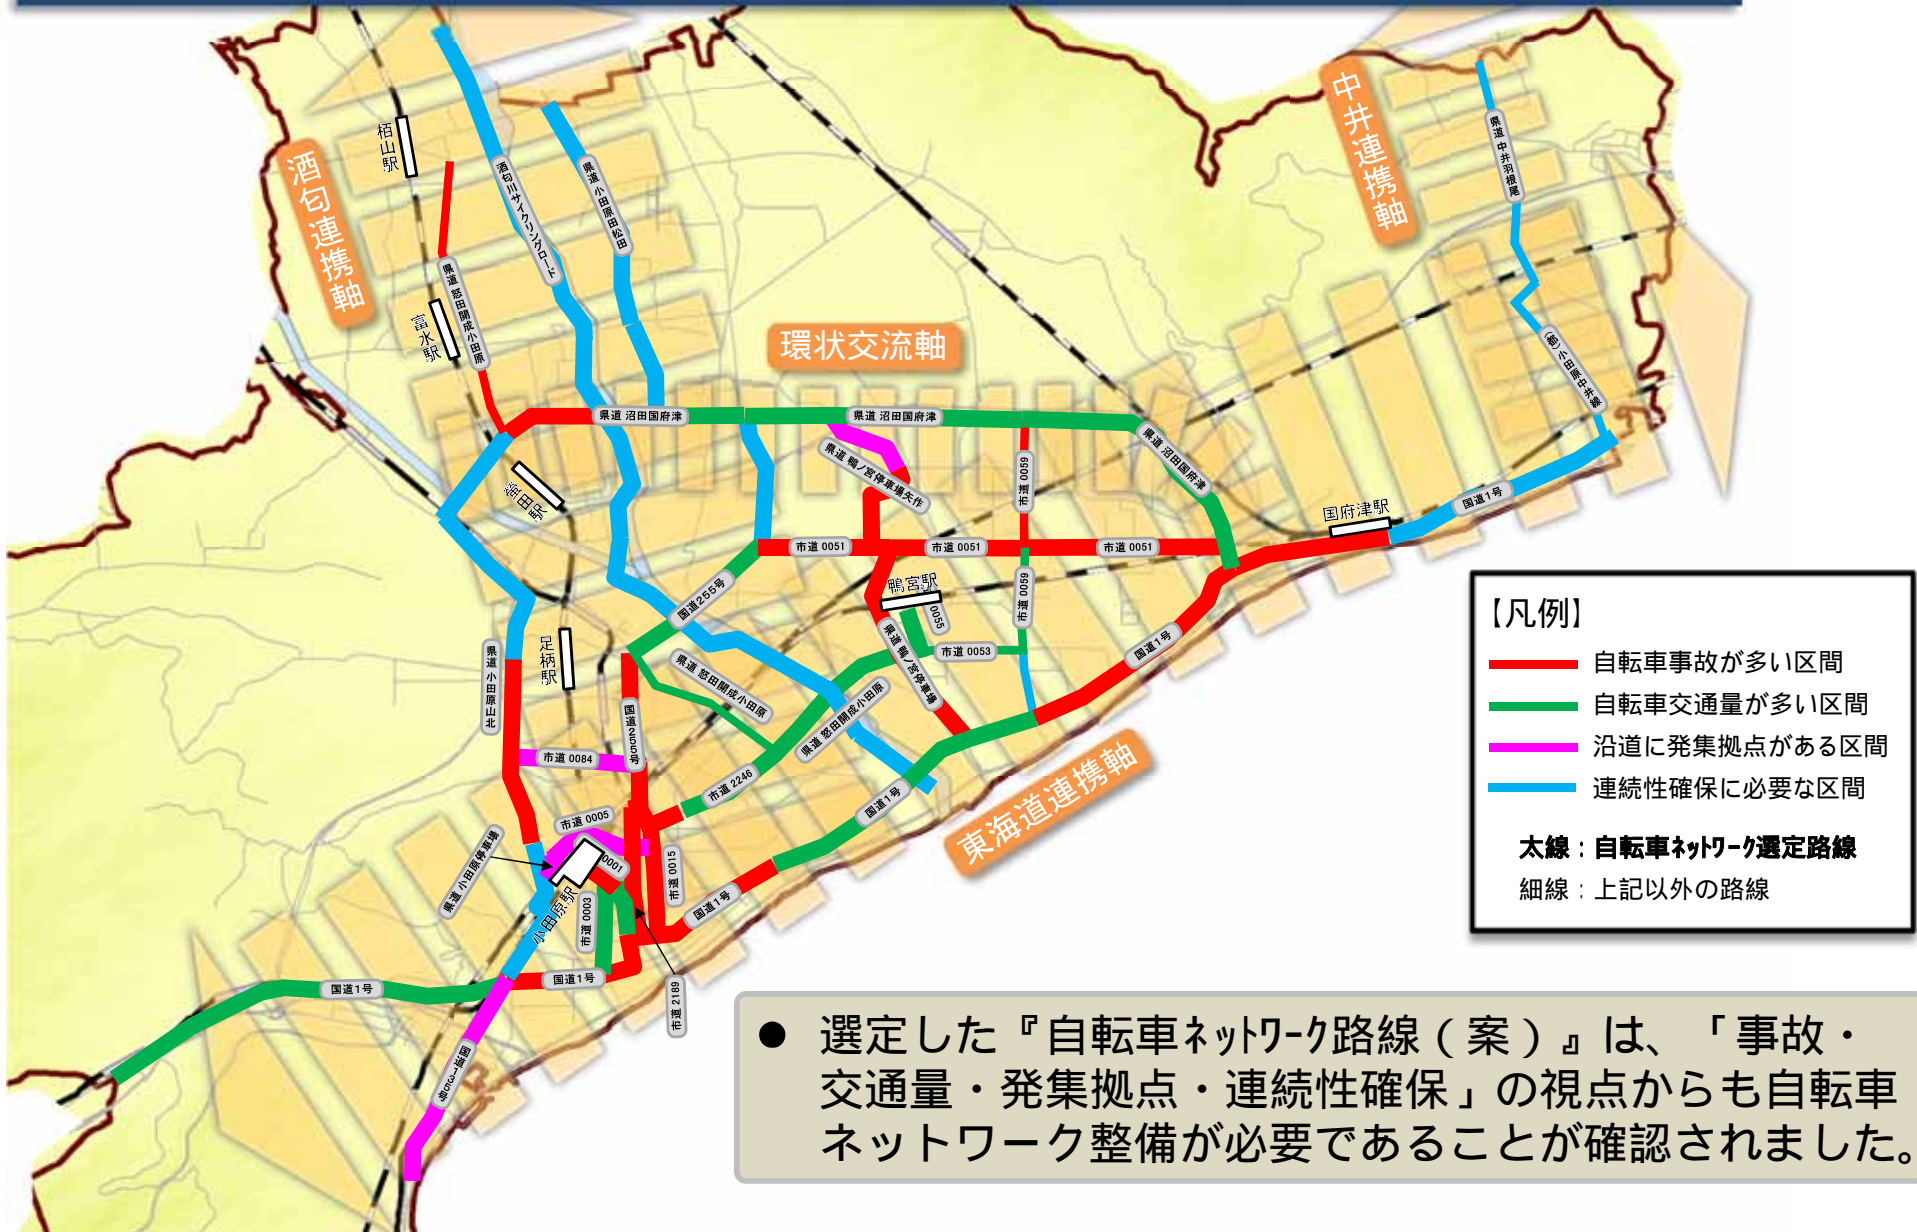 酒匂連携軸
中井連携軸
環状交流軸
東海道連携軸
栢山駅
富水駅
螢田駅
足柄駅
小田原駅
鴨宮駅
国府津駅
酒匂川サイクリングロード
県道 小田原田松田
県道 中井羽根尾
県道 怒田開成小田原
(都)小田原中井線
県道 沼田国府津
県道 沼田国府津
県道 沼田国府津
県道 鴨ノ宮停車場矢作
市道 0059
国道1号
市道 0051
市道 0051
市道 0051
国道255号
市道 0059
0055
市道 0053
国道1号
県道 鴨ノ宮停車場
県道 小田原山北
県道 怒田開成小田原
県道 怒田開成小田原
国道255号
市道 0084
市道 2246
国道1号
市道 0005
県道 小田原停車場
0001
市道 0015
市道 0003
国道1号
国道1号
国道1号
市道 2189
国道135号
【凡例】
自転車事故が多い区間
自転車交通量が多い区間
沿道に発集拠点がある区間
連続性確保に必要な区間
太線：自転車ﾈｯﾄﾜｰｸ選定路線
細線：上記以外の路線
● 選定した『自転車ﾈｯﾄﾜｰｸ路線（案）』は、「事故・
交通量・発集拠点・連続性確保」の視点からも自転車
ネットワーク整備が必要であることが確認されました。